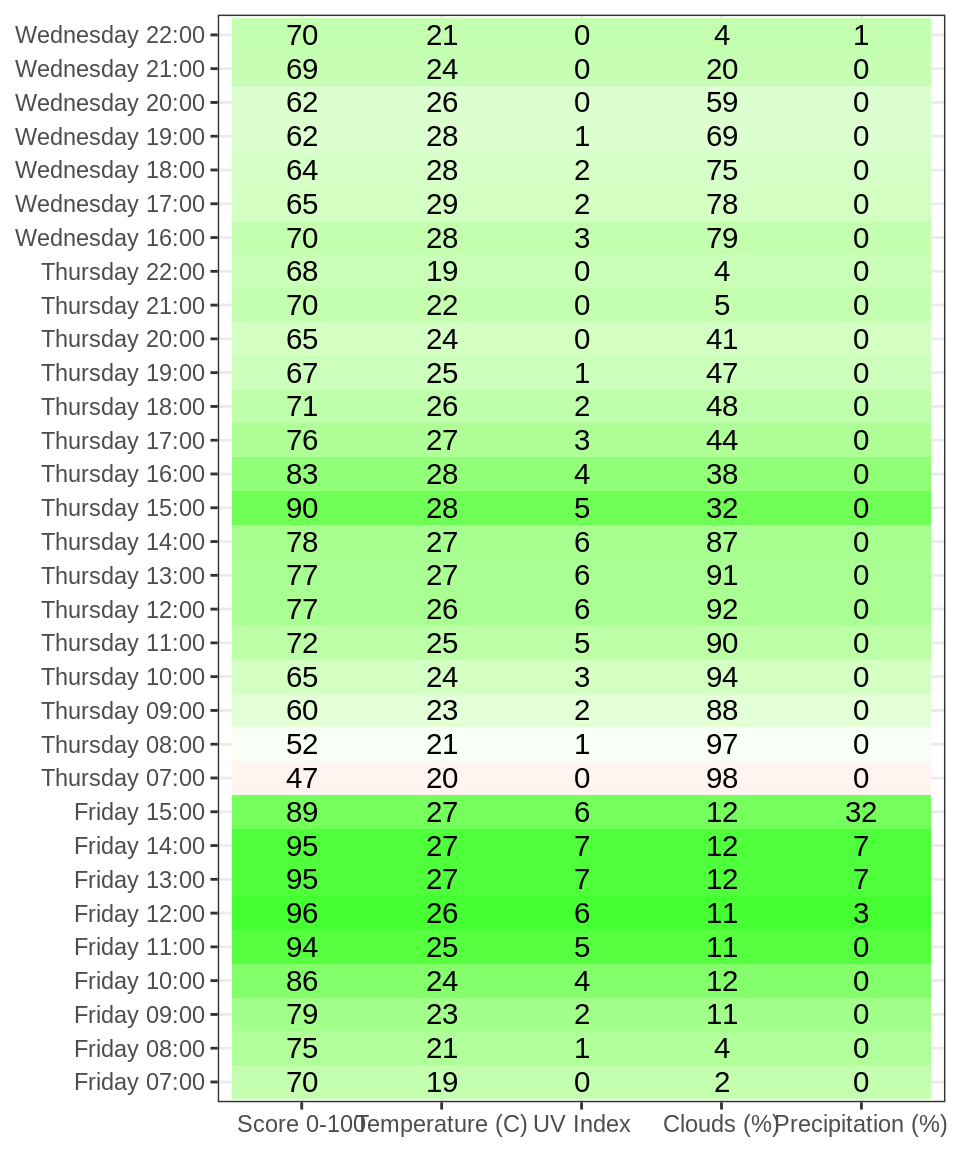 Wednesday 22:00 70 21 0 4 1
Wednesday 21:00 69 24 0 20 0
Wednesday 20:00 62 26 0 59 0
Wednesday 19:00 62 28 1 69 0
Wednesday 18:00 64 28 2 75 0
Wednesday 17:00 65 29 2 78 0
Wednesday 16:00 70 28 3 79 0
Thursday 22:00 68 19 0 4 0
Thursday 21:00 70 22 0 5 0
Thursday 20:00 65 24 0 41 0
Thursday 19:00 67 25 1 47 0
Thursday 18:00 71 26 2 48 0
Thursday 17:00 76 27 3 44 0
Thursday 16:00 83 28 4 38 0
Thursday 15:00 90 28 5 32 0
Thursday 14:00 78 27 6 87 0
Thursday 13:00 77 27 6 91 0
Thursday 12:00 77 26 6 92 0
Thursday 11:00 72 25 5 90 0
Thursday 10:00 65 24 3 94 0
Thursday 09:00 60 23 2 88 0
Thursday 08:00 52 21 1 97 0
Thursday 07:00 47 20 0 98 0
Friday 15:00 89 27 6 12 32
Friday 14:00 95 27 7 12 7
Friday 13:00 95 27 7 12 7
Friday 12:00 96 26 6 11 3
Friday 11:00 94 25 5 11 0
Friday 10:00 86 24 4 12 0
Friday 09:00 79 23 2 11 0
Friday 08:00 75 21 1 4 0
Friday 07:00 70 19 0 2 0
Score 0-100 Temperature (C) UV Index Clouds (%) Precipitation (%)